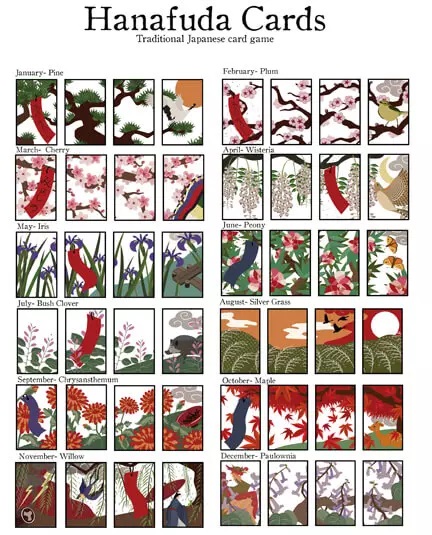 Hanafuda Cards
Traditional Japanese card game
January- Pine
February- Plum
March- Cherry
April- Wisteria
May- Iris
June- Peony
July- Bush Clover
August- Silver Grass
September- Chrysanthemum
October- Maple
November- Willow
December- Paulownia